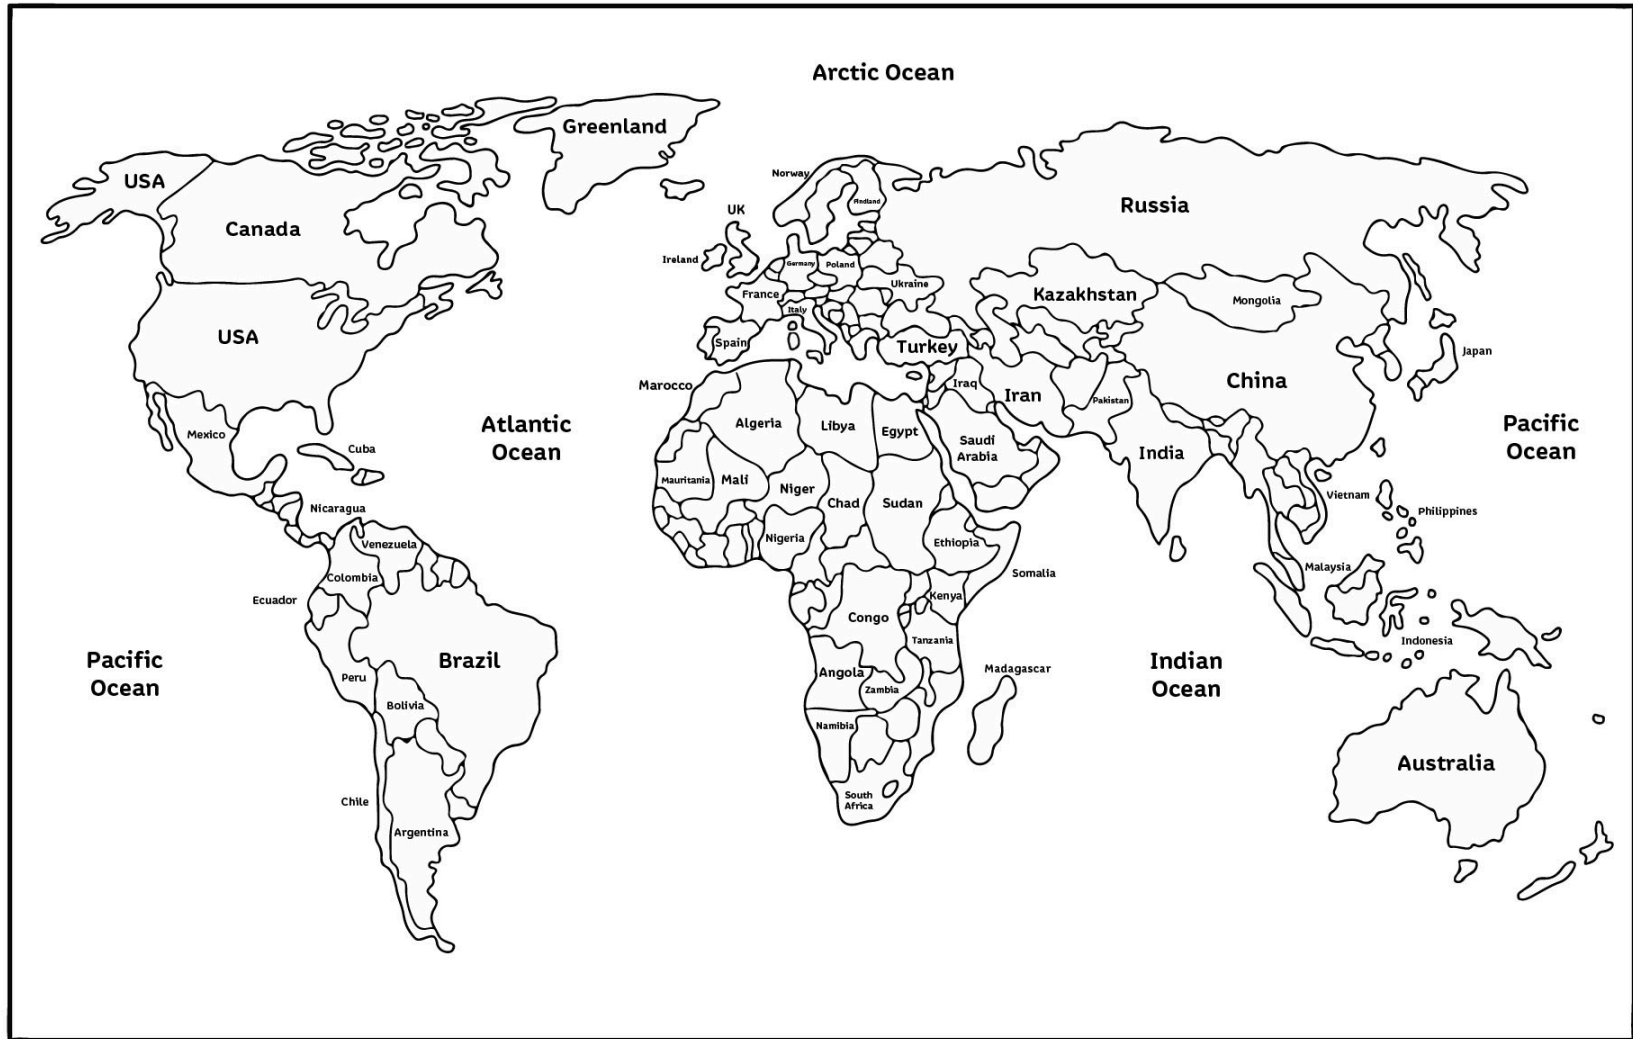 Arctic Ocean
Greenland
USA
Canada
USA
Mexico
Cuba
Nicaragua
Atlantic
Ocean
Venezuela
Colombia
Ecuador
Peru
Brazil
Bolivia
Chile
Argentina
Pacific
Ocean
Norway
Findland
UK
Ireland
Germany
Poland
Ukraine
France
Italy
Spain
Turkey
Russia
Kazakhstan
Mongolia
China
Japan
Iraq
Iran
Pakistan
India
Saudi
Arabia
Marocco
Algeria
Libya
Egypt
Mauritania
Mali
Niger
Chad
Sudan
Nigeria
Ethiopia
Somalia
Kenya
Congo
Tanzania
Angola
Zambia
Namibia
South
Africa
Madagascar
Indian
Ocean
Vietnam
Philippines
Malaysia
Indonesia
Australia
Pacific
Ocean